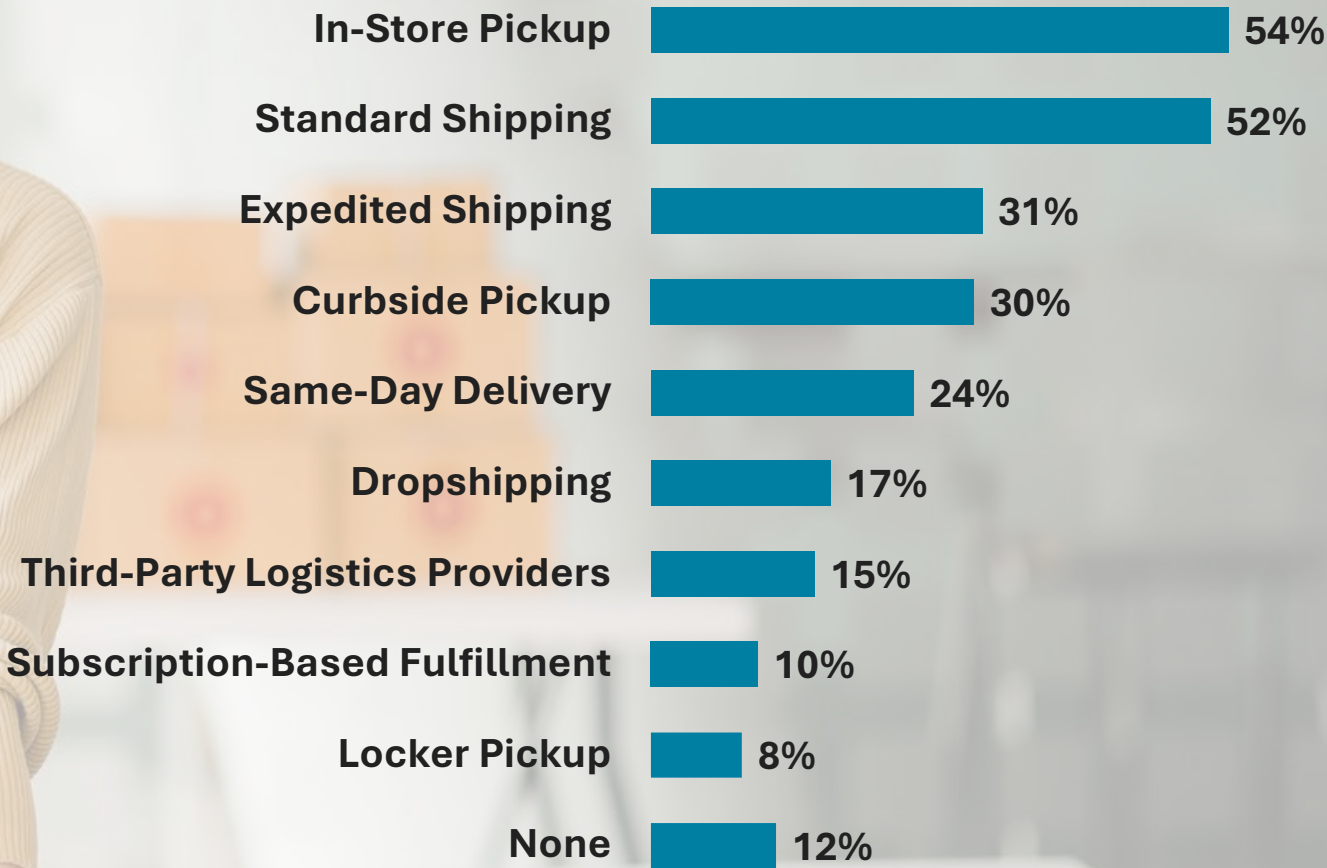 In-Store Pickup 54%
Standard Shipping 52%
Expedited Shipping 31%
Curbside Pickup 30%
Same-Day Delivery 24%
Dropshipping 17%
Third-Party Logistics Providers 15%
Subscription-Based Fulfillment 10%
Locker Pickup 8%
None 12%